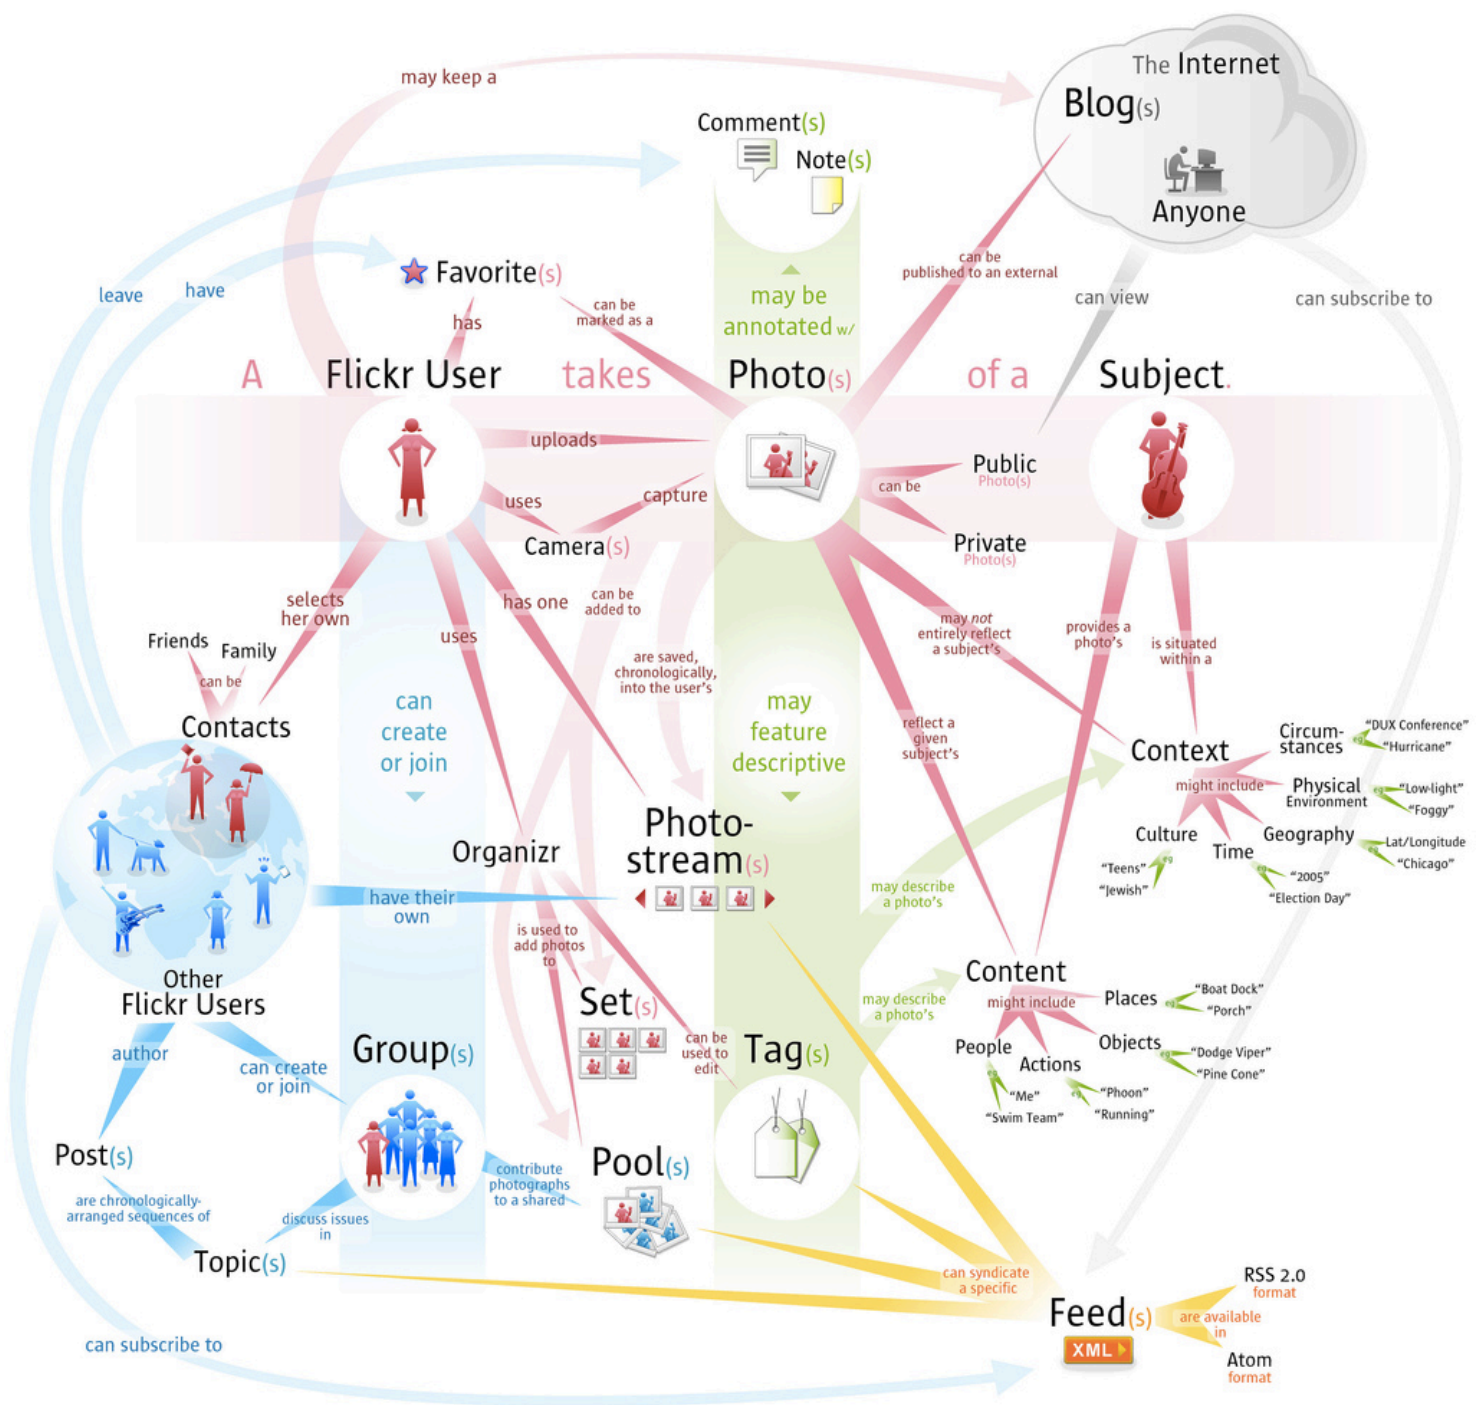 may keep a
The Internet
Blog(s)
Anyone
Comment(s)
Note(s)
leave
have
Favorite(s)
has
can be
marked as a
may be
annotated w/
can be
published to an external
can view
can subscribe to
A Flickr User takes Photo(s) of a Subject.
uploads
uses
capture
Camera(s)
can be
Public
Photo(s)
Private
Photo(s)
selects
her own
uses
has one
can be
added to
are saved,
chronologically,
into the user's
may not
entirely reflect
a subject's
provides a
photo's
is situated
within a
Friends
Family
can be
Contacts
can
create
or join
may
feature
descriptive
reflect a
given
subject's
Context
might include
Circum-
stances
eg
"DUX Conference"
"Hurricane"
Physical
Environment
eg
"Low-light"
"Foggy"
Culture
eg
"Teens"
"Jewish"
Time
eg
"2005"
"Election Day"
Geography
eg
Lat/Longitude
"Chicago"
Organizr
Photo-
stream(s)
have their
own
may describe
a photo's
is used to
add photos
to
Other
Flickr Users
Set(s)
can be
used to
edit
may describe
a photo's
Content
might include
Places
eg
"Boat Dock"
"Porch"
Objects
eg
"Dodge Viper"
"Pine Cone"
People
eg
"Me"
"Swim Team"
Actions
eg
"Phoon"
"Running"
author
can create
or join
Group(s)
Tag(s)
Post(s)
are chronologically-
arranged sequences of
discuss issues
in
Topic(s)
contribute
photographs
to a shared
Pool(s)
can syndicate
a specific
Feed(s)
XML
are available
in
RSS 2.0
format
Atom
format
can subscribe to